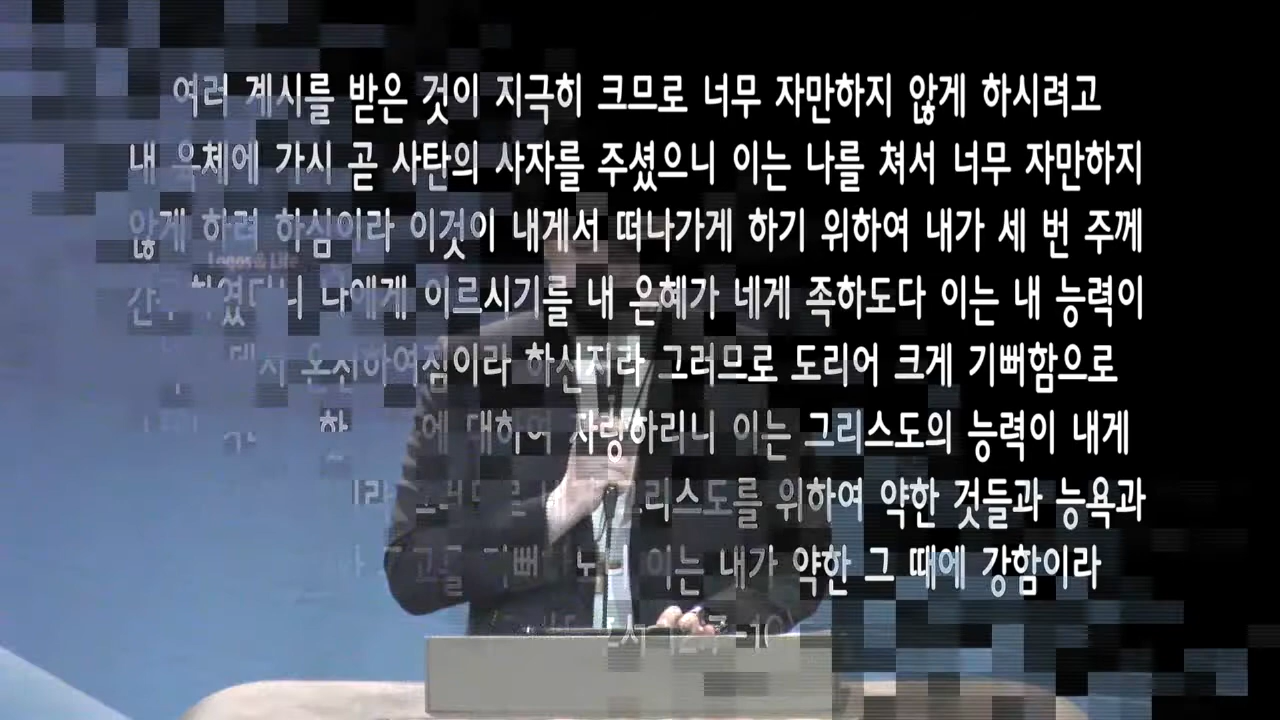 여러 계시를 받은 것이 지극히 크므로 너무 자만하지 않게 하시려고
내 육체에 가시 곧 사탄의 사자를 주셨으니 이는 나를 쳐서 너무 자만하지
않게 하려 하심이라 이것이 내게서 떠나가게 하기 위하여 내가 세 번 주께
나에게 이르시기를 내 은혜가 네게 족하도다 이는 내 능력이
온전하여짐이라 하신지라 그러므로 도리어 크게 기뻐함으로
대하여 자랑하리니 이는 그리스도의 능력이 내게
그리스도를 위하여 약한 것들과 능욕과
이는 내가 약한 그 때에 강함이라
Logos & Life